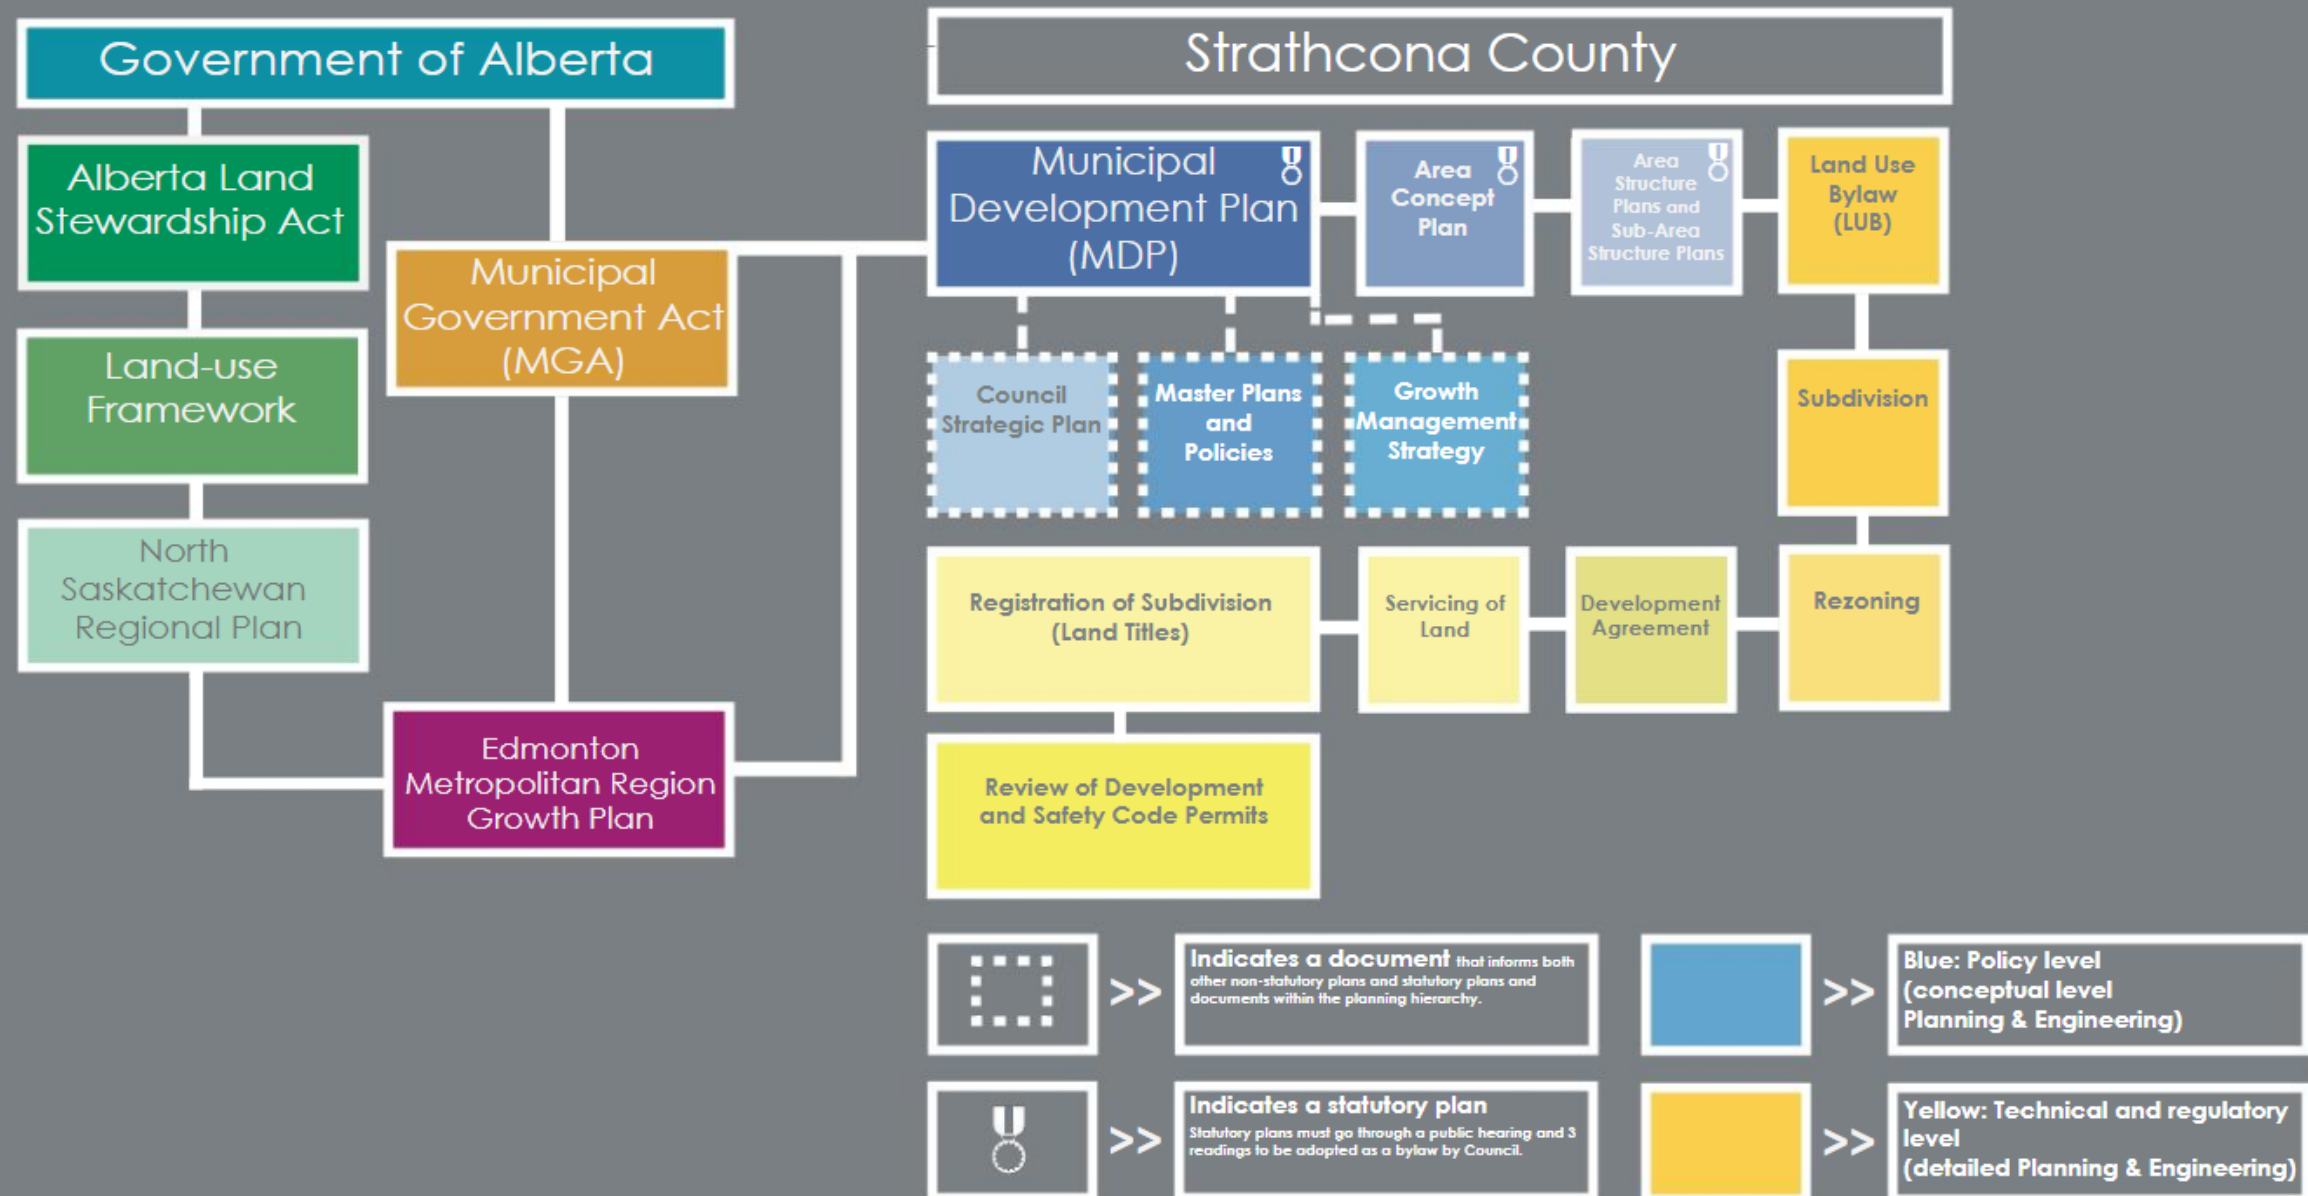 Government of Alberta
Alberta Land
Stewardship Act
Land-use
Framework
North
Saskatchewan
Regional Plan
Municipal
Government Act
(MGA)
Edmonton
Metropolitan Region
Growth Plan
Strathcona County
Municipal
Development Plan
(MDP)
Area
Concept
Plan
Area
Structure
Plans and
Sub-Area
Structure Plans
Land Use
Bylaw
(LUB)
Council
Strategic Plan
Master Plans
and
Policies
Growth
Management
Strategy
Subdivision
Registration of Subdivision
(Land Titles)
Servicing of
Land
Development
Agreement
Rezoning
Review of Development
and Safety Code Permits
>>
Indicates a document that informs both
other non-statutory plans and statutory plans and
documents within the planning hierarchy.
>>
Blue: Policy level
(conceptual level
Planning & Engineering)
>>
Indicates a statutory plan
Statutory plans must go through a public hearing and 3
readings to be adopted as a bylaw by Council.
>>
Yellow: Technical and regulatory
level
(detailed Planning & Engineering)